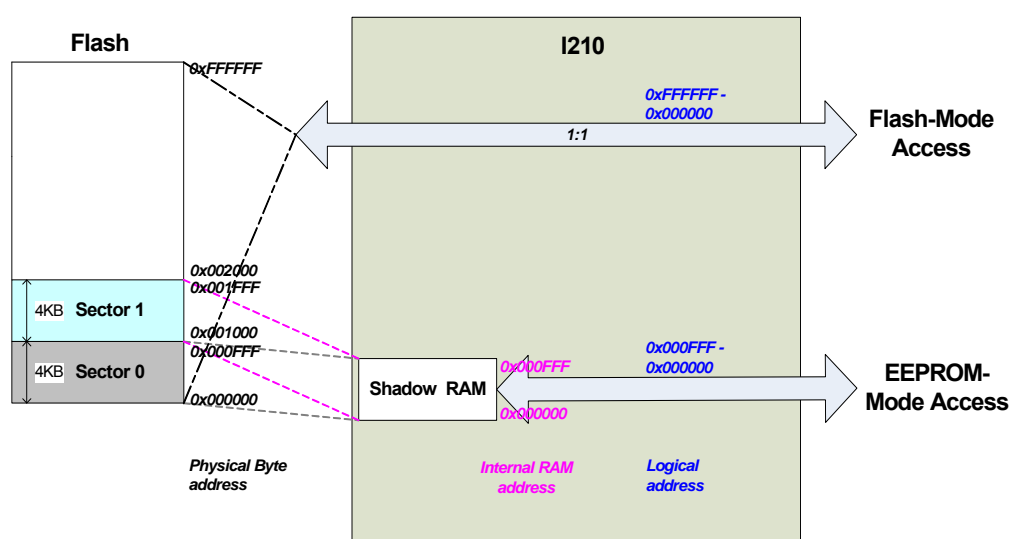 Flash
I210
0xFFFFFF
0xFFFFFF -
0x000000
1:1
Flash-Mode
Access
0x002000
0x001FFF
4KB Sector 1
0x001000
0x000FFF
4KB Sector 0
0x000000
Shadow RAM
0x000FFF
0x000000
0x000FFF -
0x000000
EEPROM-
Mode Access
Physical Byte
address
Internal RAM
address
Logical
address